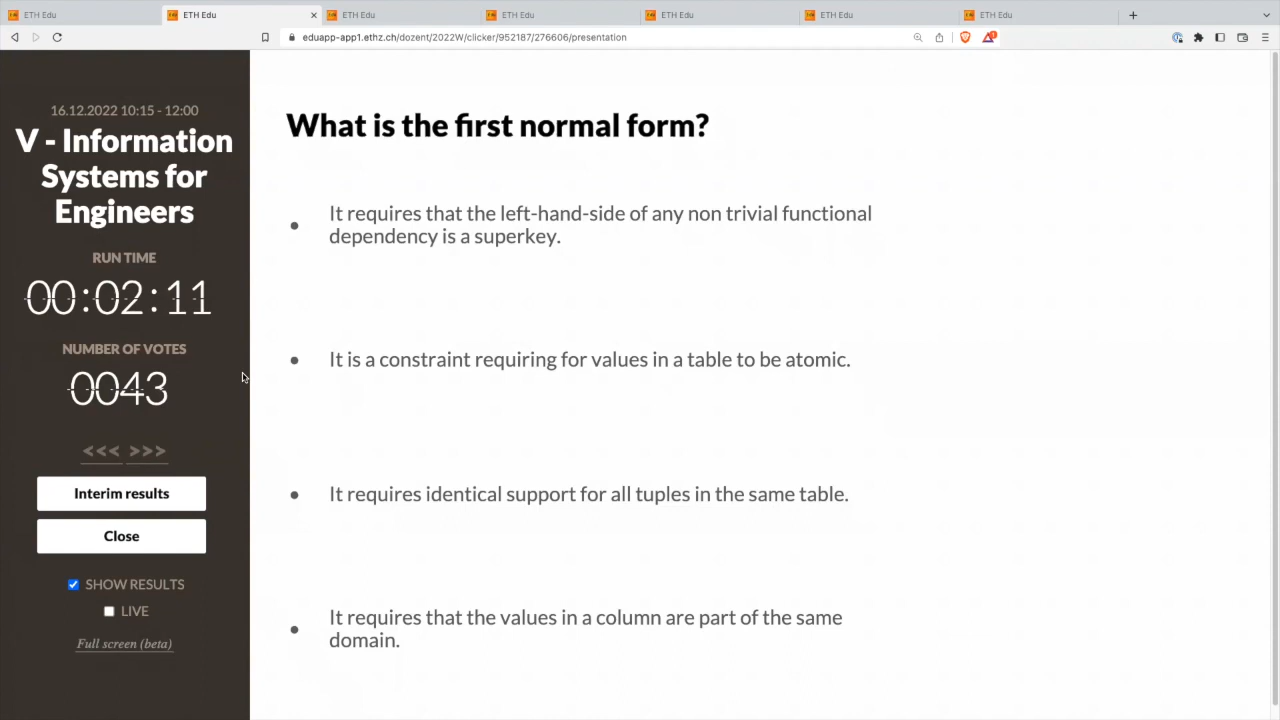 ETH Edu
ETH Edu
ETH Edu
ETH Edu
ETH Edu
ETH Edu
ETH Edu
eduapp-app1.ethz.ch/dozent/2022W/clicker/952187/276606/presentation
16.12.2022 10:15 - 12:00
V - Information
Systems for
Engineers
RUN TIME
00:02:11
NUMBER OF VOTES
0043
<<< >>>
Interim results
Close
SHOW RESULTS
LIVE
Full screen (beta)
What is the first normal form?
It requires that the left-hand-side of any non trivial functional
dependency is a superkey.
It is a constraint requiring for values in a table to be atomic.
It requires identical support for all tuples in the same table.
It requires that the values in a column are part of the same
domain.